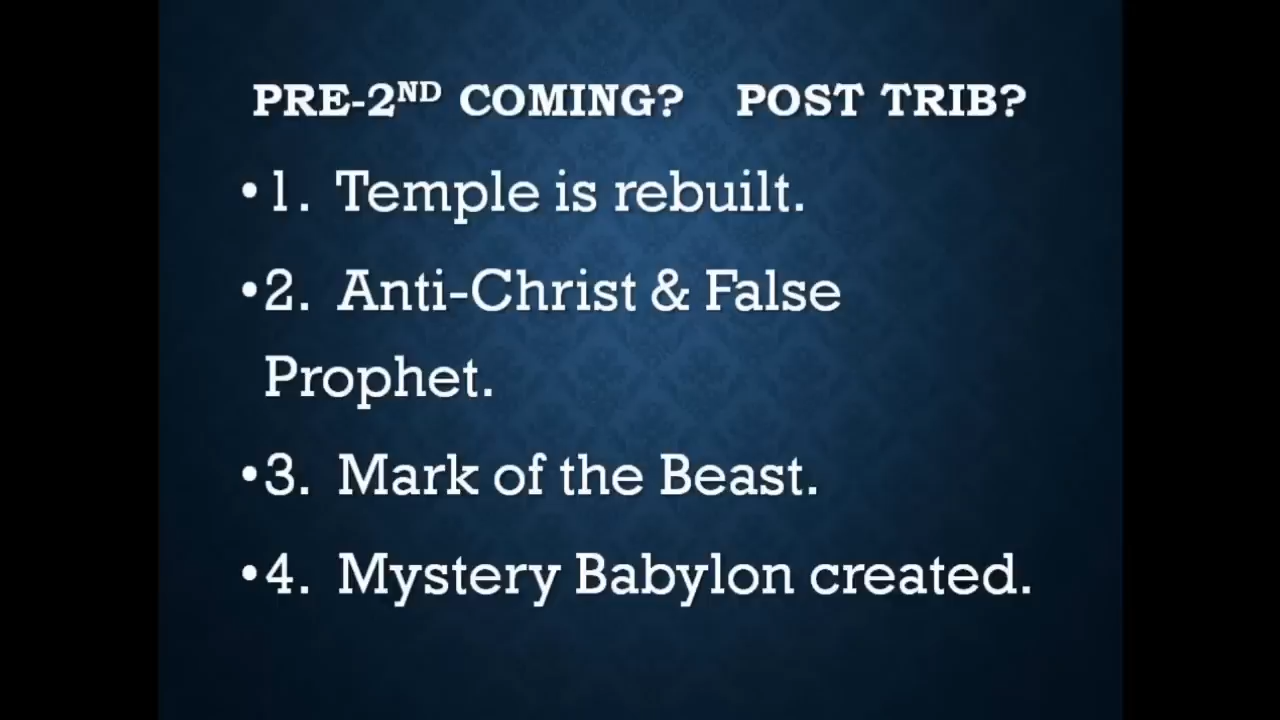 PRE-2ND COMING? POST TRIB?
•1. Temple is rebuilt.
•2. Anti-Christ & False
Prophet.
•3. Mark of the Beast.
•4. Mystery Babylon created.